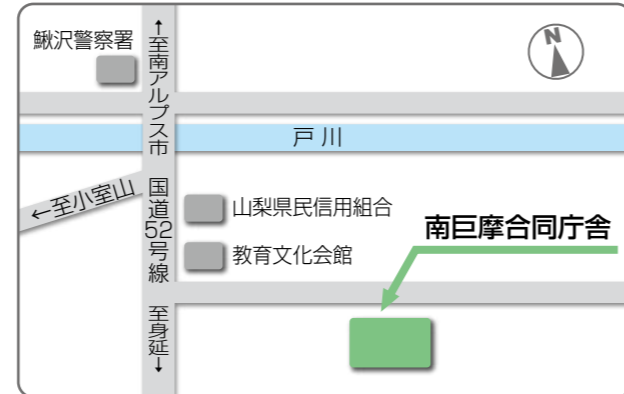 鰍沢警察署
↑至南アルプス市
N
戸川
←至小室山
国道52号線
山梨県民信用組合
教育文化会館
南巨摩合同庁舎
至身延↓